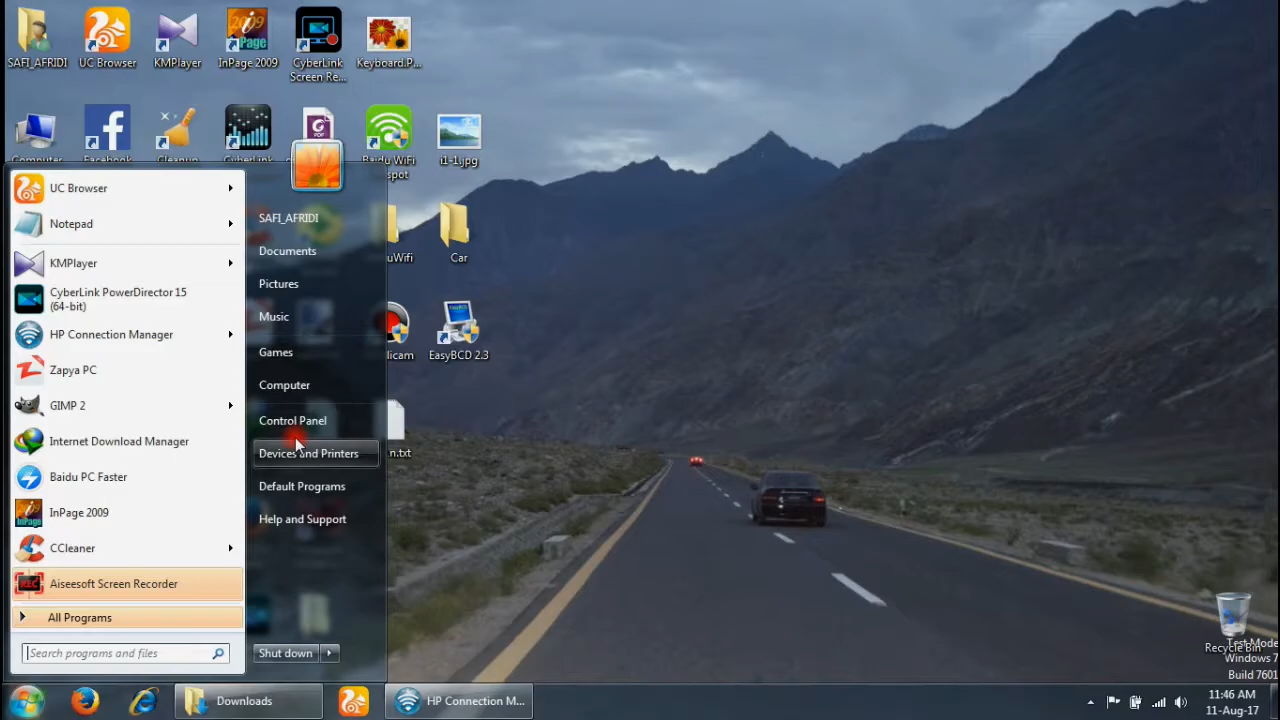 SAFI_AFRIDI
UC Browser
KMPlayer
InPage 2009
CyberLink
Screen Re...
Keyboard.P...
i1-1.jpg
spot
uWifi
Car
licam
EasyBCD 2.3
n.txt
UC Browser
Notepad
KMPlayer
CyberLink PowerDirector 15
(64-bit)
HP Connection Manager
Zapya PC
GIMP 2
Internet Download Manager
Baidu PC Faster
InPage 2009
CCleaner
Aiseesoft Screen Recorder
All Programs
Search programs and files
SAFI_AFRIDI
Documents
Pictures
Music
Games
Computer
Control Panel
Devices and Printers
Default Programs
Help and Support
Shut down
Recycle Bin
Test Mode
Windows 7
Build 7601
Downloads
HP Connection M...
11:46 AM
11-Aug-17